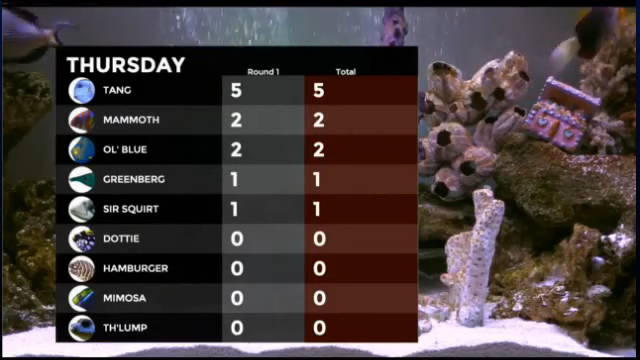 THURSDAY
Round 1 Total
TANG 5 5
MAMMOTH 2 2
OL' BLUE 2 2
GREENBERG 1 1
SIR SQUIRT 1 1
DOTTIE 0 0
HAMBURGER 0 0
MIMOSA 0 0
TH'LUMP 0 0